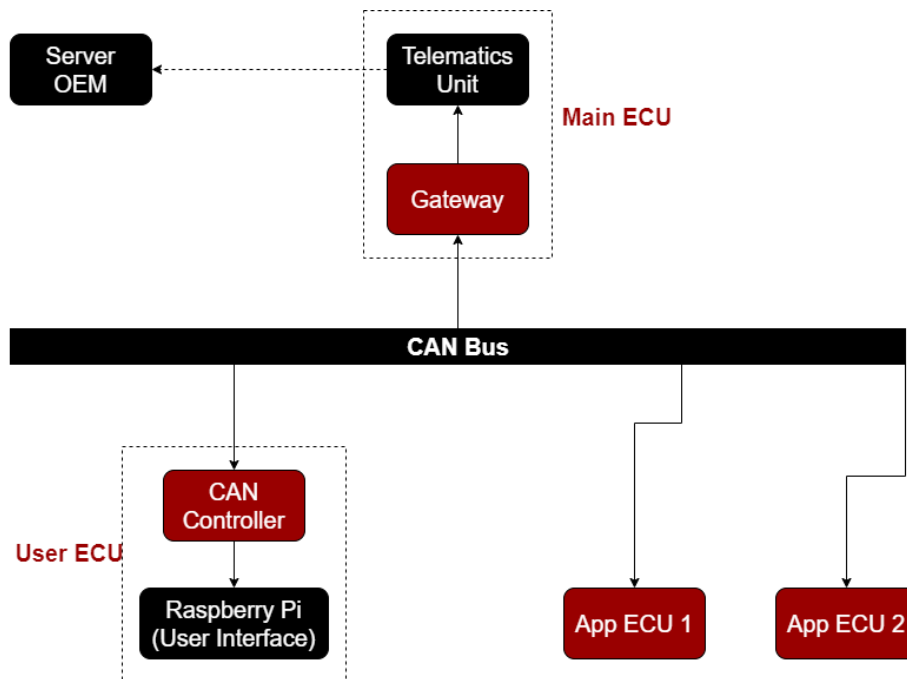 Server
OEM
Telematics
Unit
Main ECU
Gateway
CAN Bus
CAN
Controller
User ECU
Raspberry Pi
(User Interface)
App ECU 1
App ECU 2